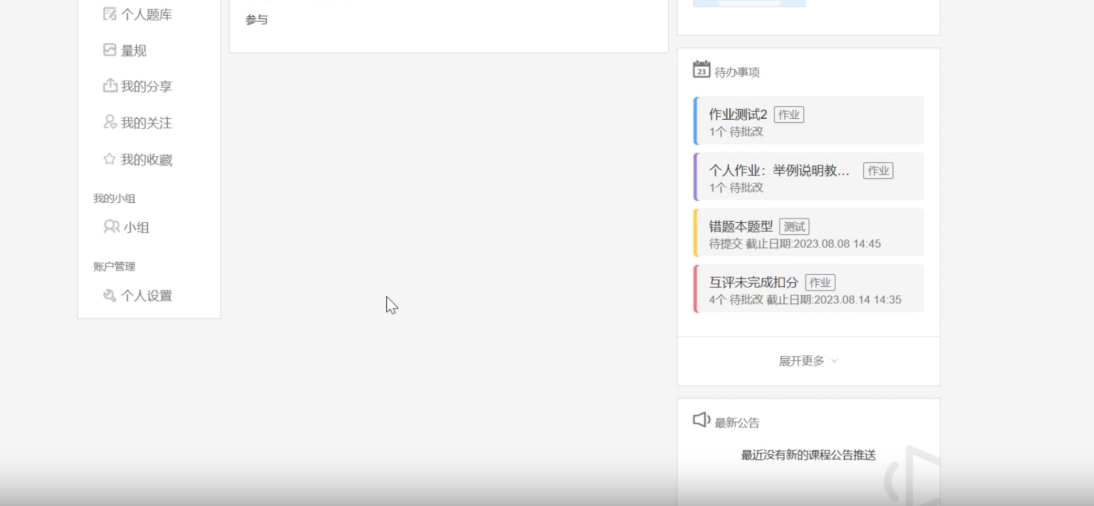 个人题库
量规
我的分享
我的关注
我的收藏
我的小组
小组
账户管理
个人设置
参与
23 待办事项
作业测试2 作业
1个 待批改
个人作业：举例说明教... 作业
1个 待批改
错题本题型 测试
待提交 截止日期:2023.08.08 14:45
互评未完成扣分 作业
4个 待批改 截止日期:2023.08.14 14:35
展开更多
最新公告
最近没有新的课程公告推送